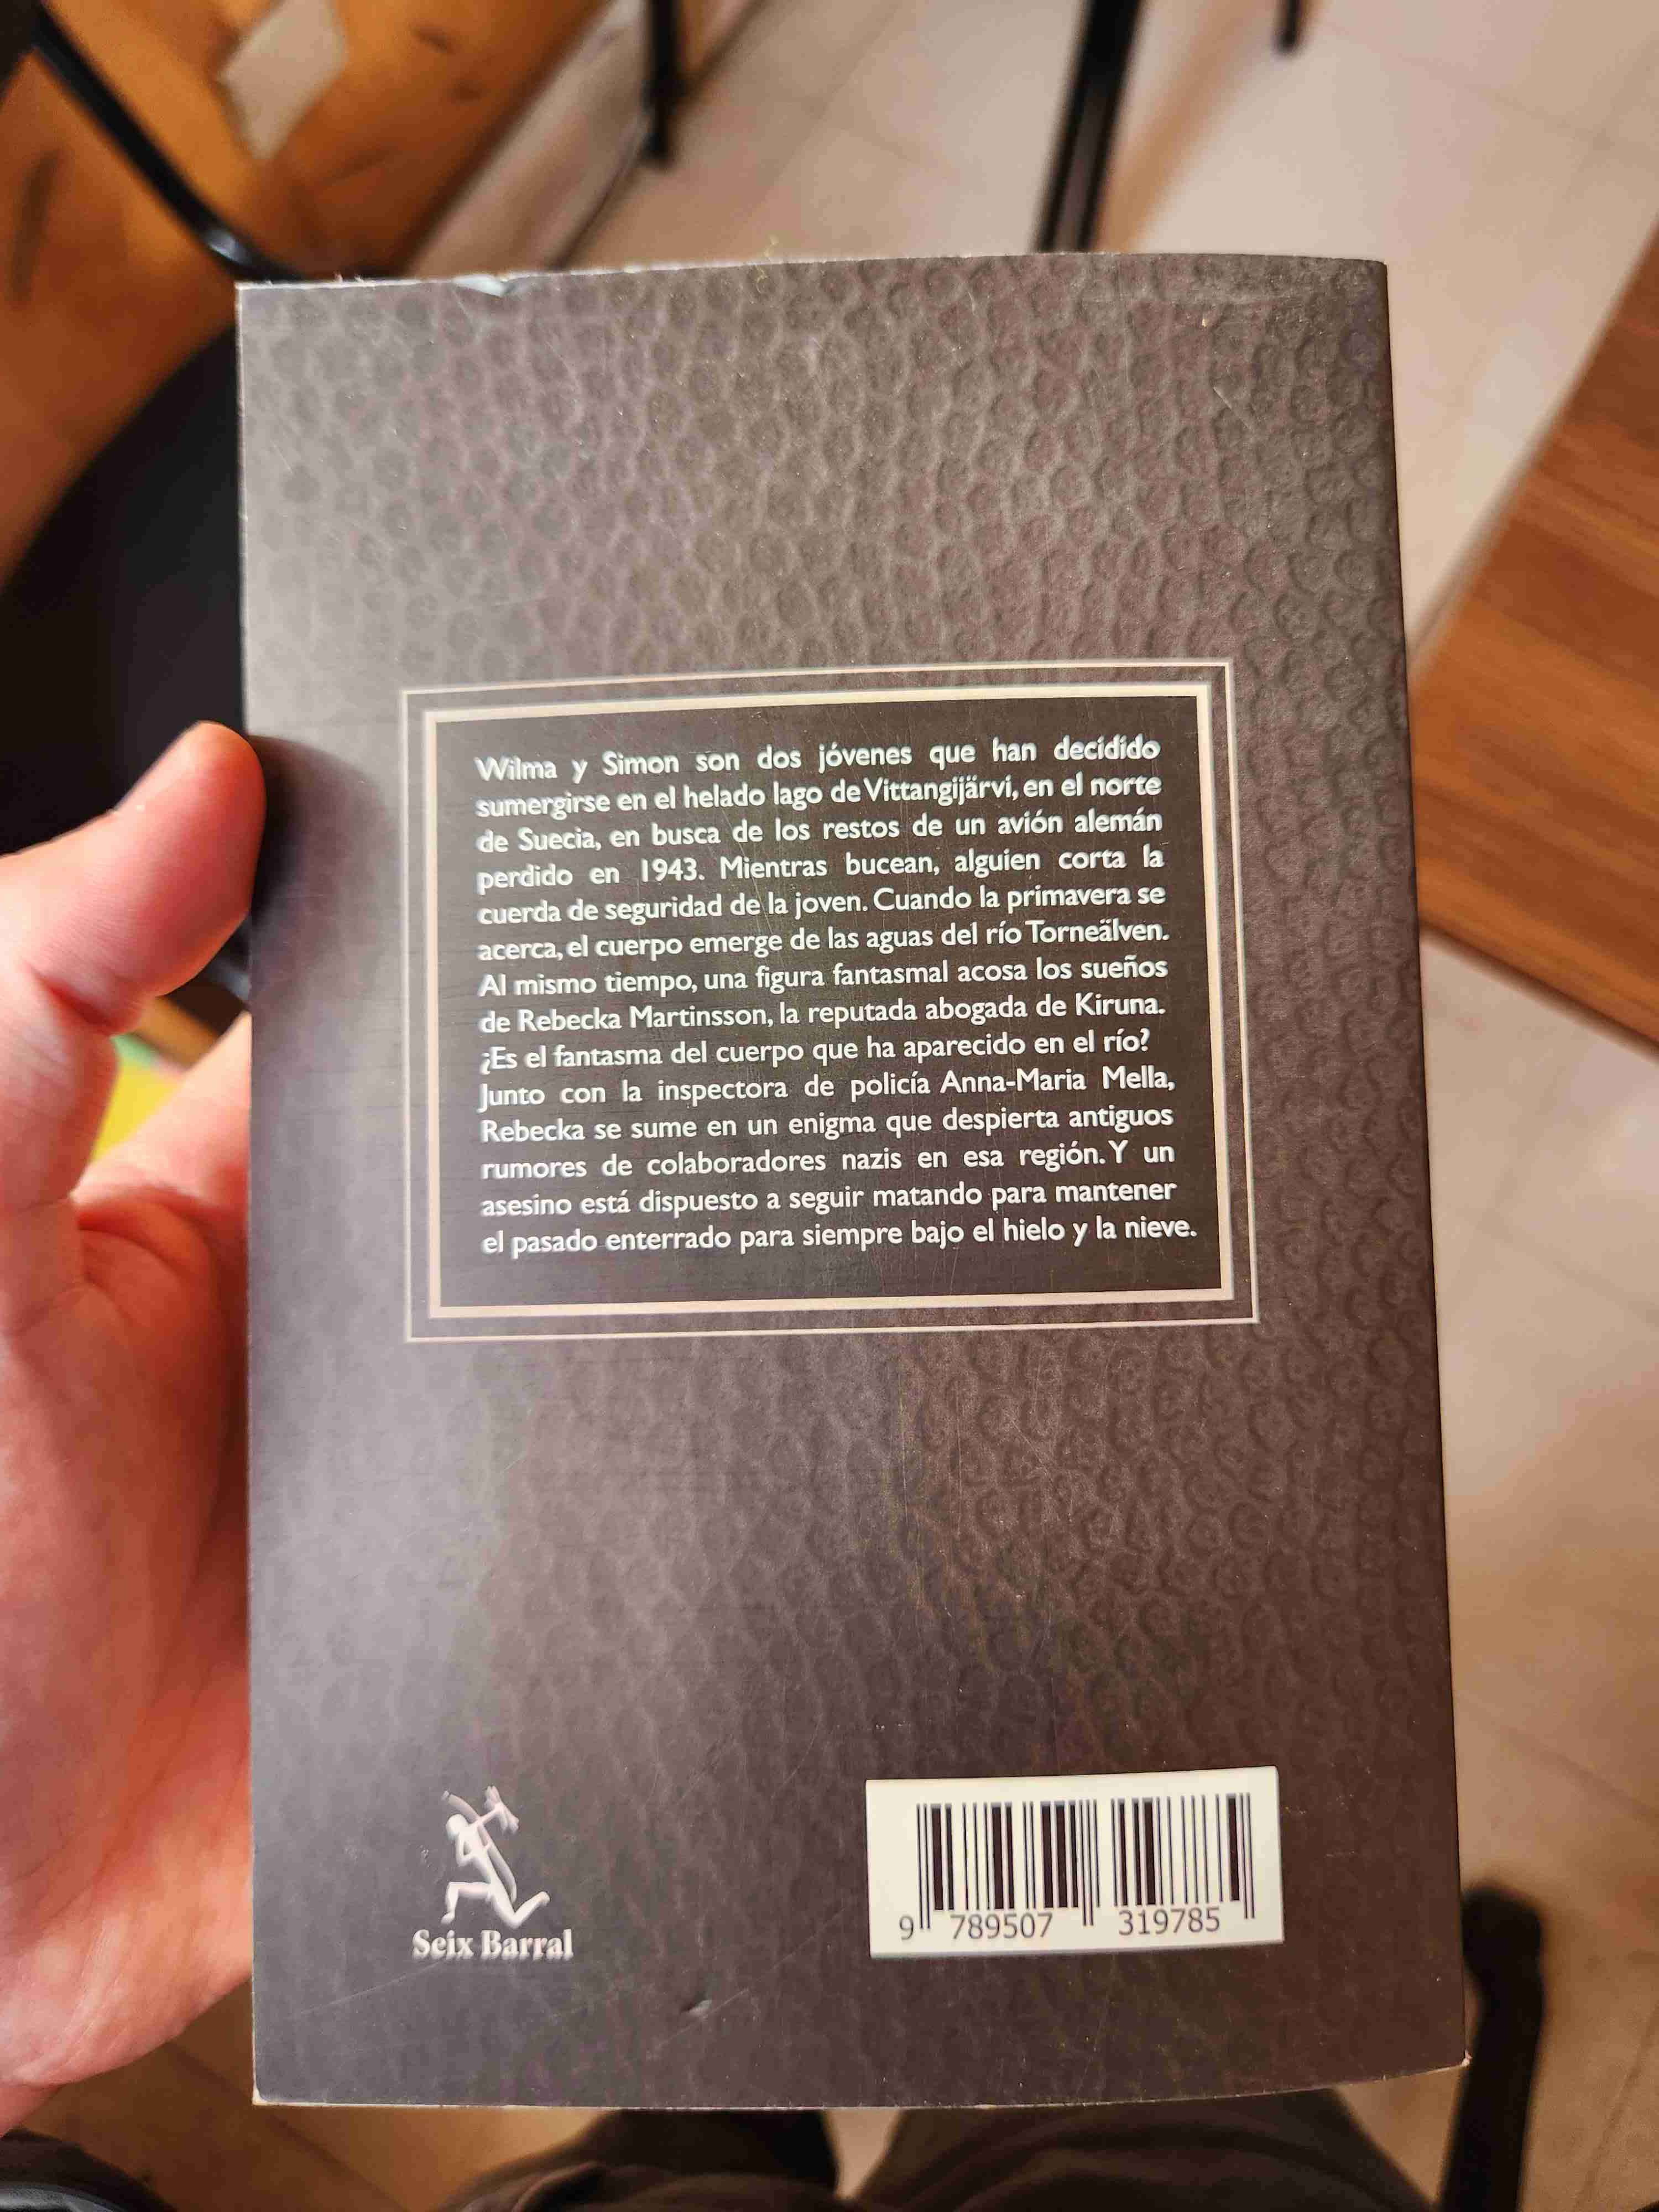 Wilma y Simon son dos jóvenes que han decidido
sumergirse en el helado lago de Vittangijärvi, en el norte
de Suecia, en busca de los restos de un avión alemán
perdido en 1943. Mientras bucean, alguien corta la
cuerda de seguridad de la joven. Cuando la primavera se
acerca, el cuerpo emerge de las aguas del río Torneälven.
Al mismo tiempo, una figura fantasmal acosa los sueños
de Rebecka Martinsson, la reputada abogada de Kiruna.
¿Es el fantasma del cuerpo que ha aparecido en el río?
Junto con la inspectora de policía Anna-Maria Mella,
Rebecka se sume en un enigma que despierta antiguos
rumores de colaboradores nazis en esa región. Y un
asesino está dispuesto a seguir matando para mantener
el pasado enterrado para siempre bajo el hielo y la nieve.
Seix Barral
9 789507 319785